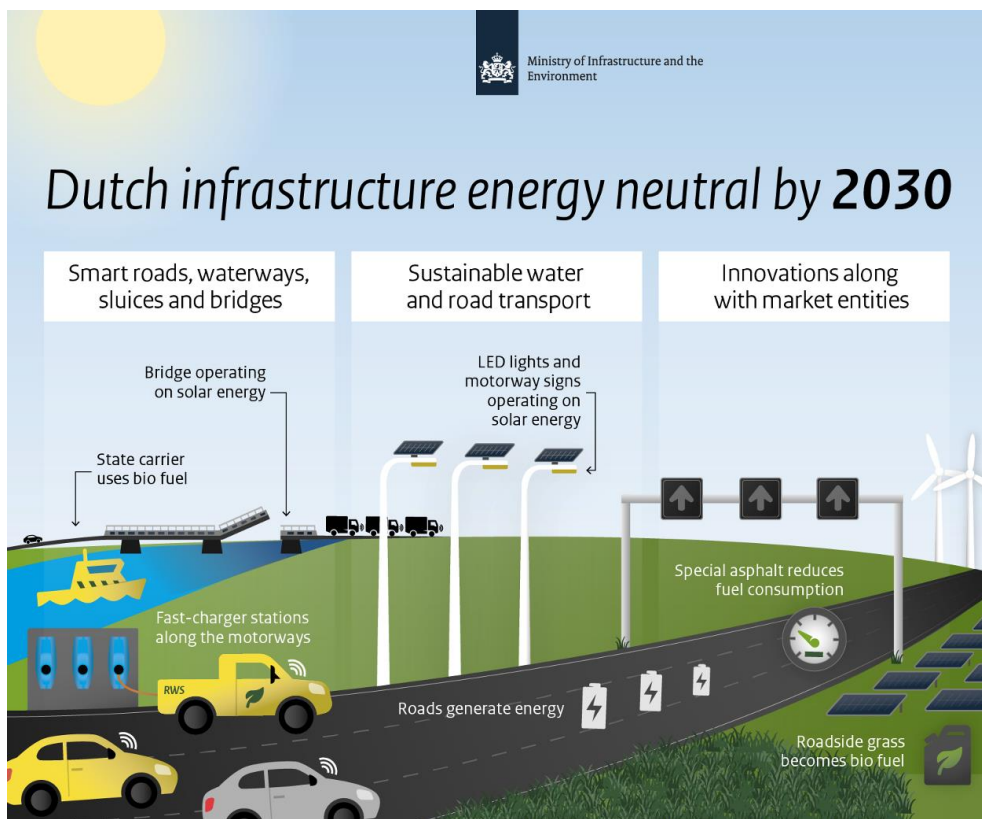 Ministry of Infrastructure and the
Environment
Dutch infrastructure energy neutral by 2030
Smart roads, waterways,
sluices and bridges
Sustainable water
and road transport
Innovations along
with market entities
Bridge operating
on solar energy
LED lights and
motorway signs
operating on
solar energy
State carrier
uses bio fuel
Special asphalt reduces
fuel consumption
Fast-charger stations
along the motorways
RWS
Roads generate energy
Roadside grass
becomes bio fuel